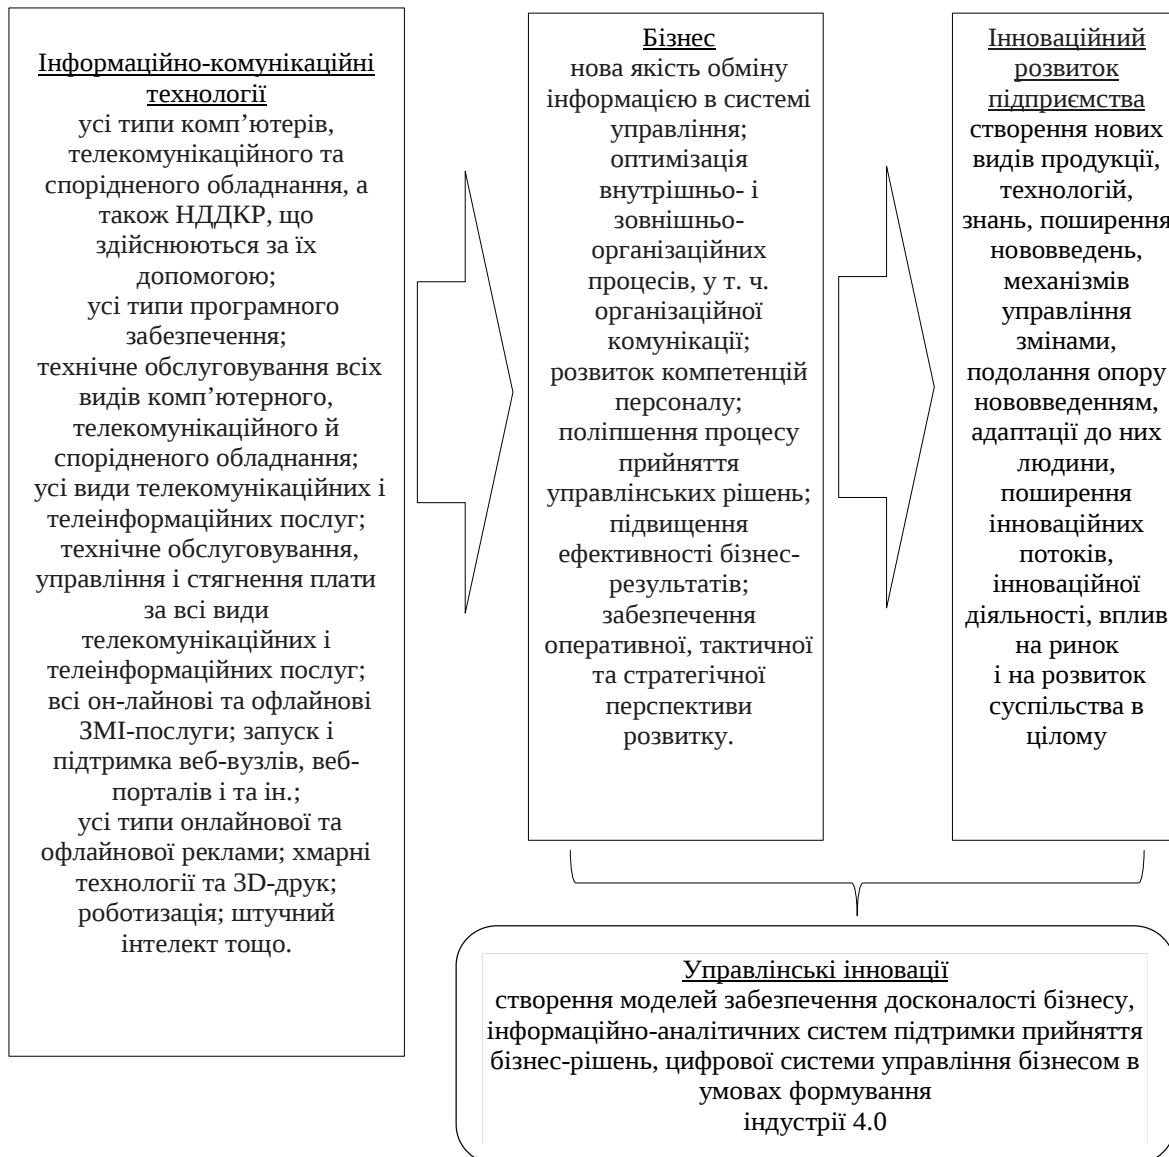 Інформаційно-комунікаційні
технології
усі типи комп’ютерів,
телекомунікаційного та
спорідненого обладнання, а
також НДДКР, що
здійснюються за їх
допомогою;
усі типи програмного
забезпечення;
технічне обслуговування всіх
видів комп’ютерного,
телекомунікаційного й
спорідненого обладнання;
усі види телекомунікаційних і
телеінформаційних послуг;
технічне обслуговування,
управління і стягнення плати
за всі види
телекомунікаційних і
телеінформаційних послуг;
всі он-лайнові та офлайнові
ЗМІ-послуги; запуск і
підтримка веб-вузлів, веб-
порталів і та ін.;
усі типи онлайнової та
офлайнової реклами; хмарні
технології та 3D-друк;
роботизація; штучний
інтелект тощо.
Бізнес
нова якість обміну
інформацією в системі
управління;
оптимізація
внутрішньо- і
зовнішньо-
організаційних
процесів, у т. ч.
організаційної
комунікації;
розвиток компетенцій
персоналу;
поліпшення процесу
прийняття
управлінських рішень;
підвищення
ефективності бізнес-
результатів;
забезпечення
оперативної, тактичної
та стратегічної
перспективи
розвитку.
Інноваційний
розвиток
підприємства
створення нових
видів продукції,
технологій,
знань, поширення
нововведень,
механізмів
управління
змінами,
подолання опору
нововведенням,
адаптації до них
людини,
поширення
інноваційних
потоків,
інноваційної
діяльності, вплив
на ринок
і на розвиток
суспільства в
цілому
Управлінські інновації
створення моделей забезпечення досконалості бізнесу,
інформаційно-аналітичних систем підтримки прийняття
бізнес-рішень, цифрової системи управління бізнесом в
умовах формування
індустрії 4.0